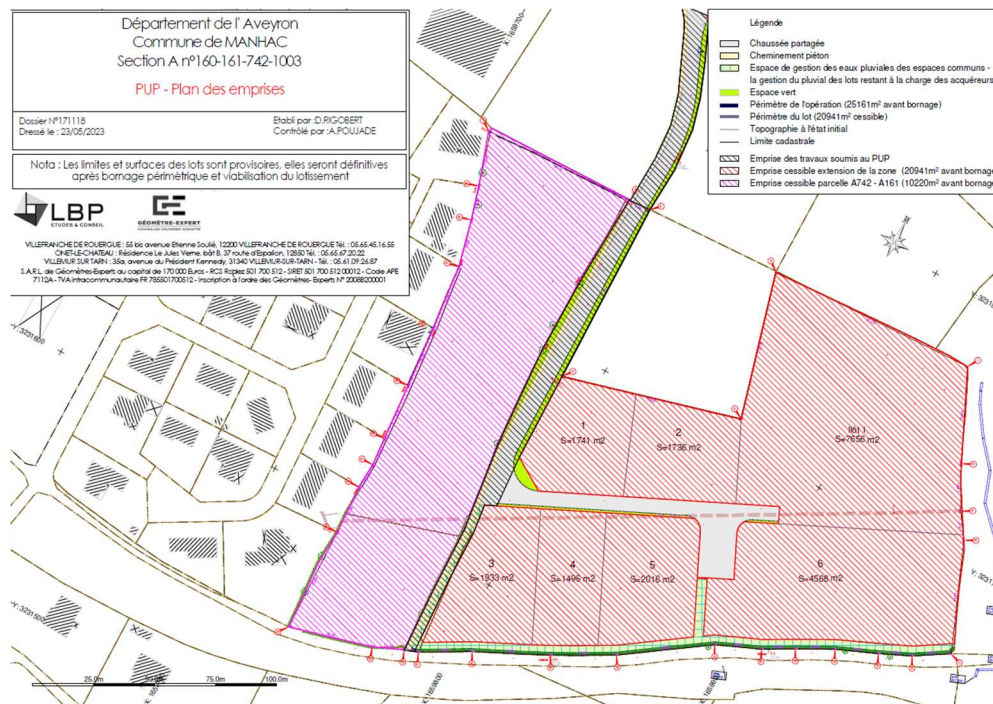 Département de l' Aveyron
Commune de MANHAC
Section A n°160-161-742-1003
PUP - Plan des emprises
Dossier N°171118
Dressé le : 23/05/2023
Etabli par :D.RIGOBERT
Contrôlé par :A.POUJADE
Nota : Les limites et surfaces des lots sont provisoires, elles seront définitives
après bornage périmétrique et viabilisation du lotissement
LBP
ETUDES & CONSEIL
GÉOMÈTRE-EXPERT
CONSEILLER VALORISER GARANTIR
VILLEFRANCHE DE ROUERGUE : 55 bis avenue Etienne Soulié, 12200 VILLEFRANCHE DE ROUERGUE Tél. : 05.65.45.16.55
ONET-LE-CHATEAU : Résidence Le Jules Verne, bât B, 37 route d'Espalion, 12850 Tél. : 05.65.67.20.22
VILLEMUR SUR TARN : 35a, avenue du Président Kennedy, 31340 VILLEMUR-SUR-TARN - Tél. : 05.61.09.26.87
S.A.R.L. de Géomètres-Experts au capital de 170 000 Euros - RCS Rodez 501 700 512 - SIRET 501 700 512 00012 - Code APE
7112A - TVA intracommunautaire FR 785501700512 - Inscription à l'ordre des Géomètres- Experts N° 2008B200001
Légende
Chaussée partagée
Cheminement piéton
Espace de gestion des eaux pluviales des espaces communs -
la gestion du pluvial des lots restant à la charge des acquéreurs
Espace vert
Périmètre de l'opération (25161m² avant bornage)
Périmètre du lot (20941m² cessible)
Topographie à l'état initial
Limite cadastrale
Emprise des travaux soumis au PUP
Emprise cessible extension de la zone (20941m² avant bornage
Emprise cessible parcelle A742 - A161 (10220m² avant bornage
X: 1659700
Y: 3231600
1
S=1741 m2
2
S=1736 m2
îlot 1
S=7656 m2
3
S=1933 m2
4
S=1496 m2
5
S=2016 m2
6
S=4568 m2
Y: 3231500
25.0m
50.0m
75.0m
100.0m